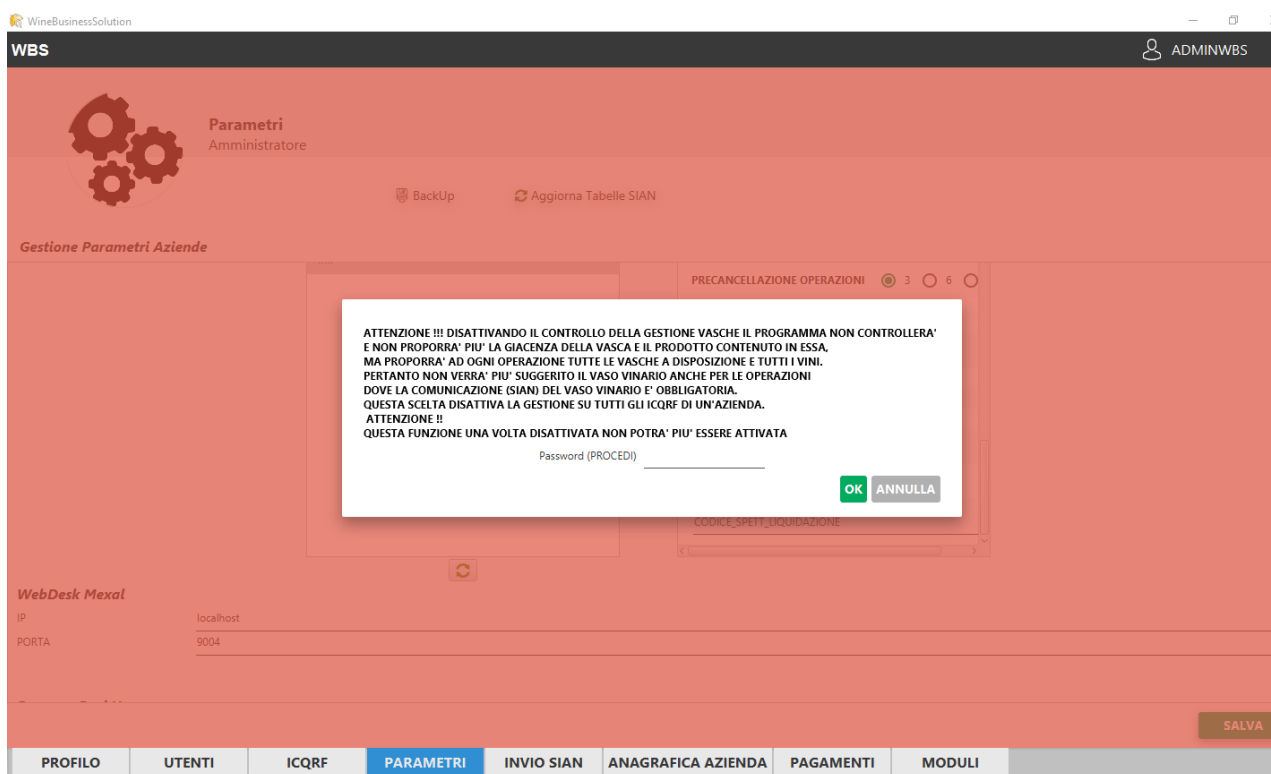 WineBusinessSolution
WBS
ADMINWBS
Parametri
Amministratore
BackUp
Aggiorna Tabelle SIAN
Gestione Parametri Aziende
PRECANCELLAZIONE OPERAZIONI 3 6
ATTENZIONE !!! DISATTIVANDO IL CONTROLLO DELLA GESTIONE VASCHE IL PROGRAMMA NON CONTROLLERA'
E NON PROPORRA' PIU' LA GIACENZA DELLA VASCA E IL PRODOTTO CONTENUTO IN ESSA,
MA PROPORRA' AD OGNI OPERAZIONE TUTTE LE VASCHE A DISPOSIZIONE E TUTTI I VINI.
PERTANTO NON VERRA' PIU' SUGGERITO IL VASO VINARIO ANCHE PER LE OPERAZIONI
DOVE LA COMUNICAZIONE (SIAN) DEL VASO VINARIO E' OBBLIGATORIA.
QUESTA SCELTA DISATTIVA LA GESTIONE SU TUTTI GLI ICQRF DI UN'AZIENDA.
ATTENZIONE !!
QUESTA FUNZIONE UNA VOLTA DISATTIVATA NON POTRA' PIU' ESSERE ATTIVATA
Password (PROCEDI)
OK ANNULLA
CODICE_SPETT_LIQUIDAZIONE
WebDesk Mexal
IP localhost
PORTA 9004
SALVA
PROFILO UTENTI ICQRF PARAMETRI INVIO SIAN ANAGRAFICA AZIENDA PAGAMENTI MODULI